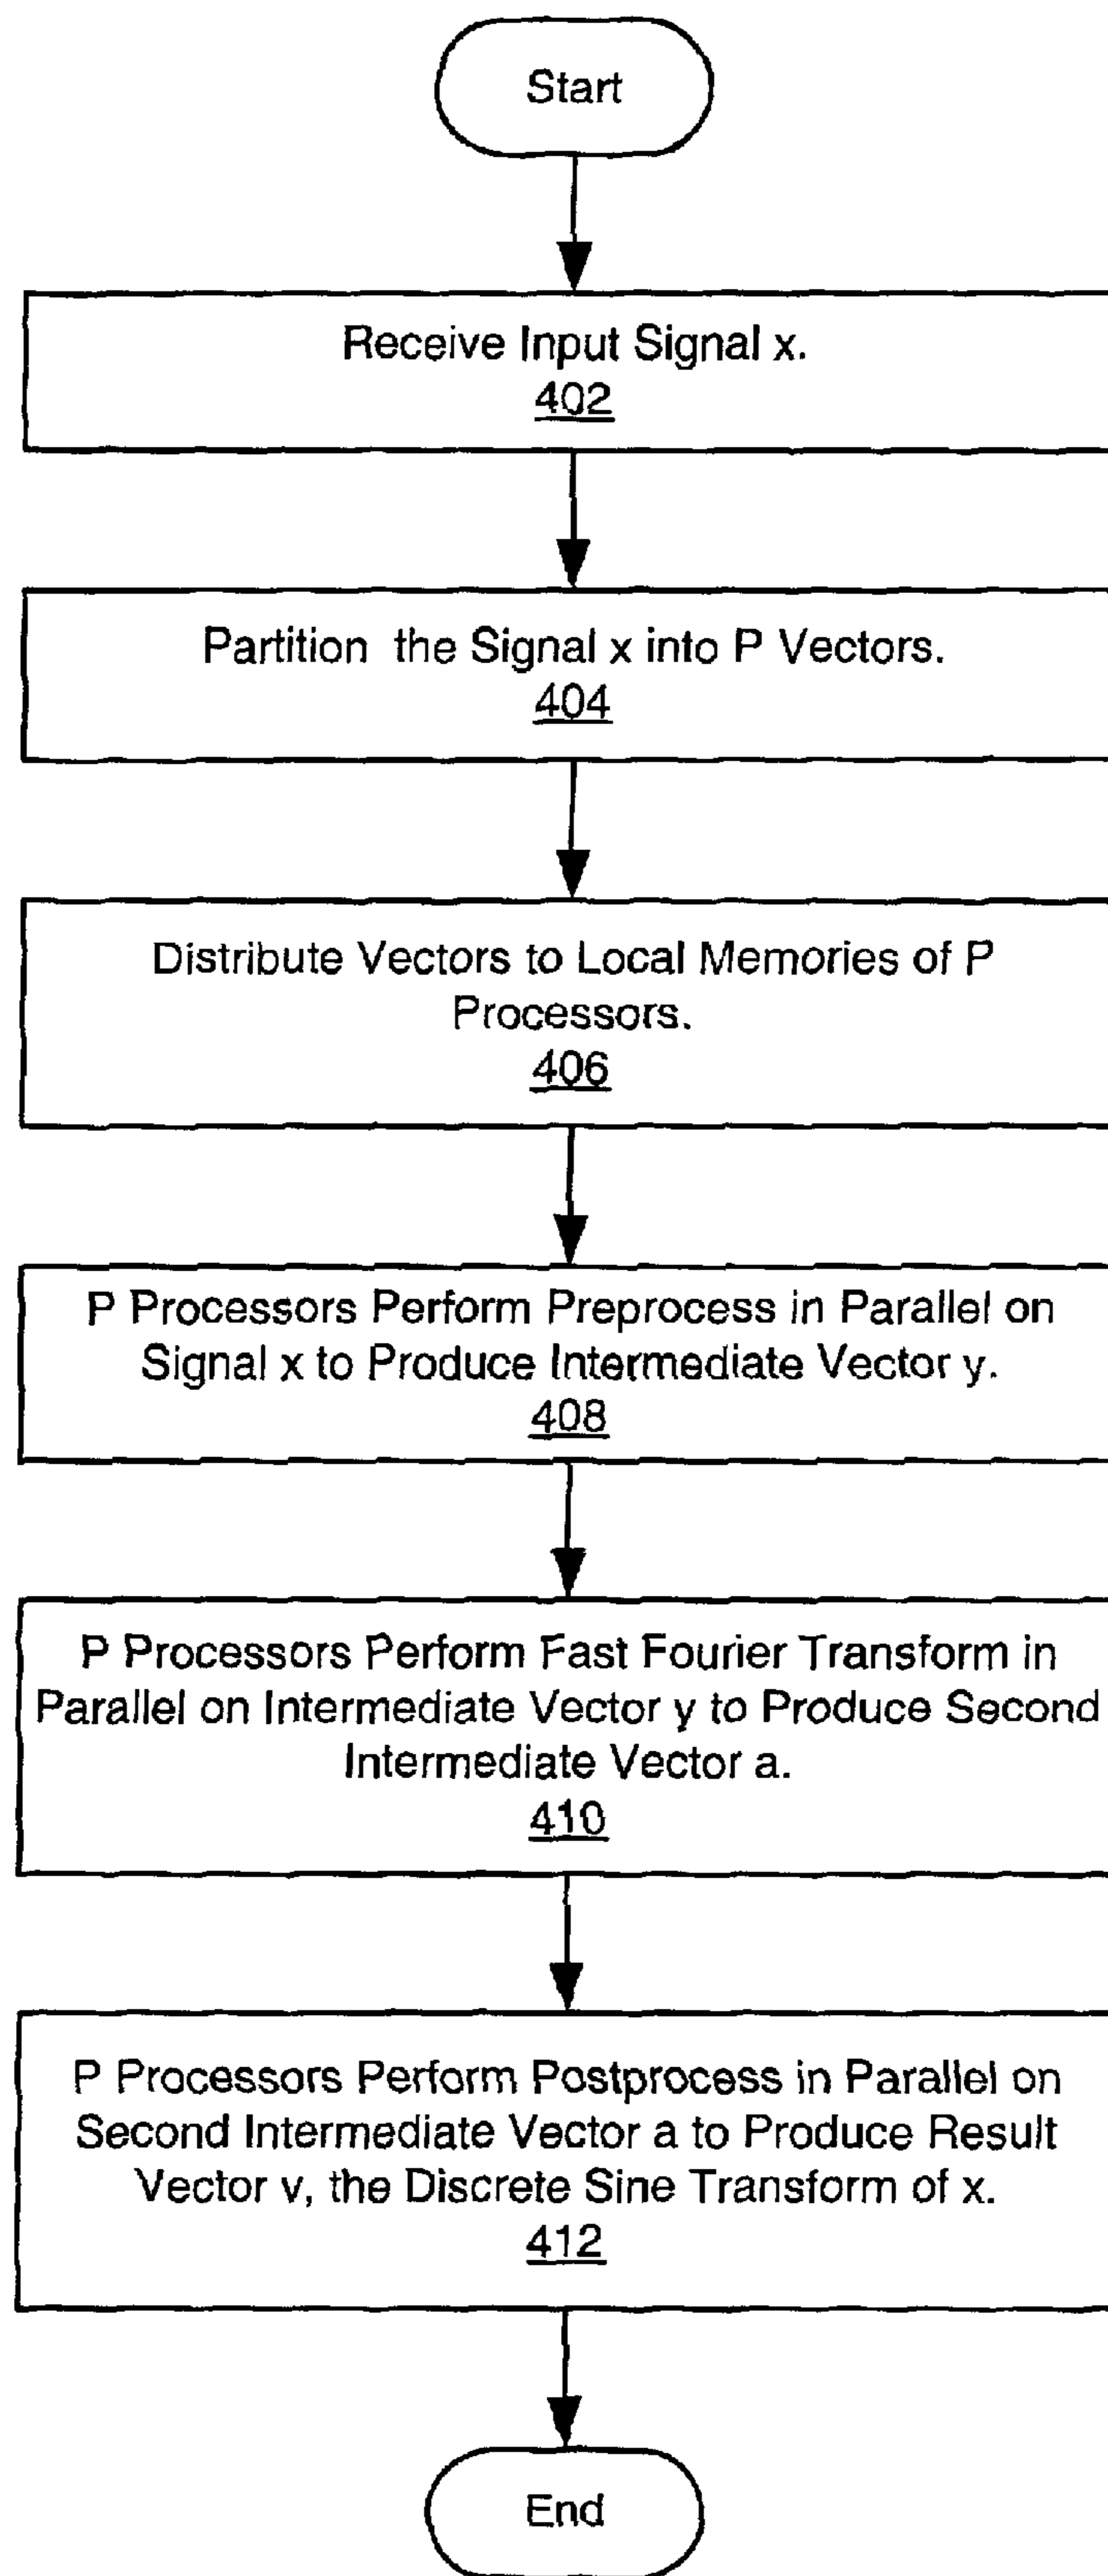 Start
Receive Input Signal x.
402
Partition the Signal x into P Vectors.
404
Distribute Vectors to Local Memories of P
Processors.
406
P Processors Perform Preprocess in Parallel on
Signal x to Produce Intermediate Vector y.
408
P Processors Perform Fast Fourier Transform in
Parallel on Intermediate Vector y to Produce Second
Intermediate Vector a.
410
P Processors Perform Postprocess in Parallel on
Second Intermediate Vector a to Produce Result
Vector v, the Discrete Sine Transform of x.
412
End